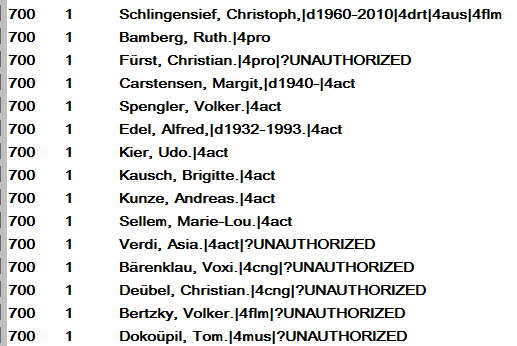 700 1 Schlingensief, Christoph,|d1960-2010|4drt|4aus|4flm
700 1 Bamberg, Ruth.|4pro
700 1 Fürst, Christian.|4pro|?UNAUTHORIZED
700 1 Carstensen, Margit,|d1940-|4act
700 1 Spengler, Volker.|4act
700 1 Edel, Alfred,|d1932-1993.|4act
700 1 Kier, Udo.|4act
700 1 Kausch, Brigitte.|4act
700 1 Kunze, Andreas.|4act
700 1 Sellem, Marie-Lou.|4act
700 1 Verdi, Asia.|4act|?UNAUTHORIZED
700 1 Bärenklau, Voxi.|4cng|?UNAUTHORIZED
700 1 Deübel, Christian.|4cng|?UNAUTHORIZED
700 1 Bertzky, Volker.|4flm|?UNAUTHORIZED
700 1 Dokoüpil, Tom.|4mus|?UNAUTHORIZED